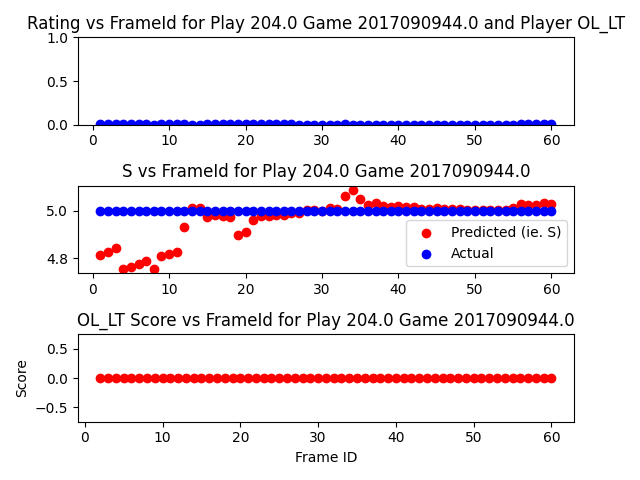 Rating vs FrameId for Play 204.0 Game 2017090944.0 and Player OL_LT
1.0
0.5
0.0
0 10 20 30 40 50 60
S vs FrameId for Play 204.0 Game 2017090944.0
5.0
4.8
Predicted (ie. S)
Actual
0 10 20 30 40 50 60
OL_LT Score vs FrameId for Play 204.0 Game 2017090944.0
0.5
0.0
−0.5
Score
0 10 20 30 40 50 60
Frame ID